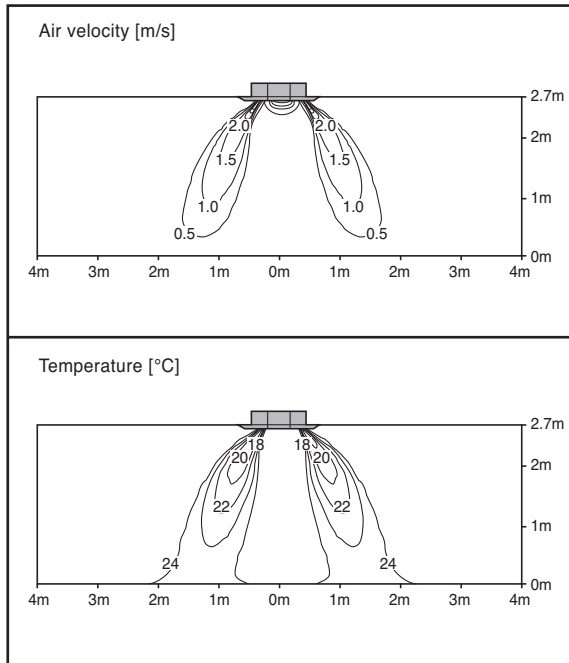 Air velocity [m/s]
2.7m
2.0 2.0
2m
1.5 1.5
1m
1.0 1.0
0.5 0.5
0m
4m 3m 2m 1m 0m 1m 2m 3m 4m
Temperature [°C]
2.7m
18 18
20 20
2m
22 22
1m
24 24
0m
4m 3m 2m 1m 0m 1m 2m 3m 4m